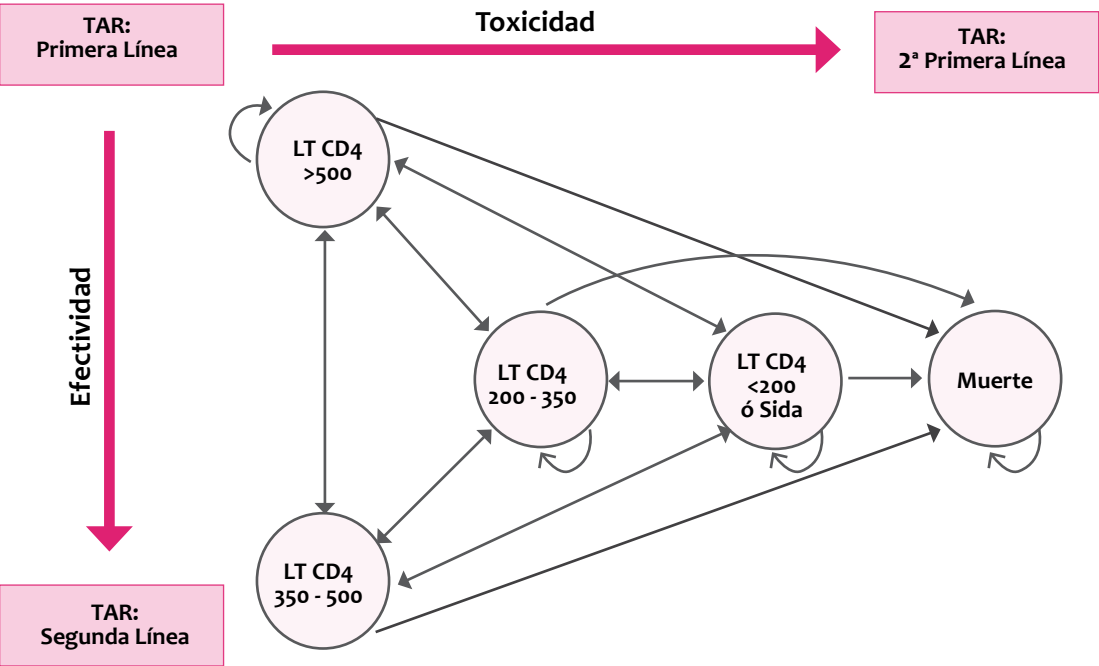 TAR:
Primera Línea
Toxicidad
TAR:
2ª Primera Línea
LT CD4
>500
Efectividad
LT CD4
200 - 350
LT CD4
<200
ó Sida
Muerte
LT CD4
350 - 500
TAR:
Segunda Línea